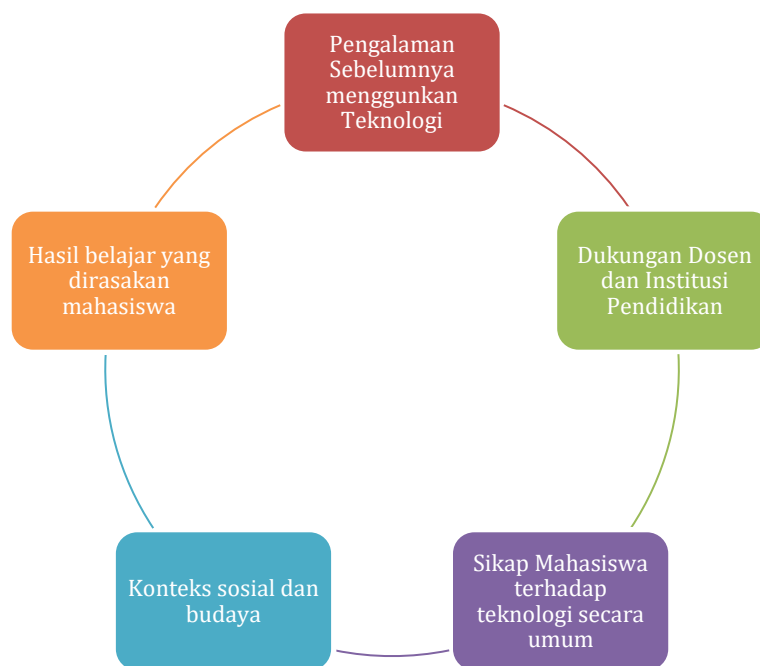 Pengalaman
Sebelumnya
menggunkan
Teknologi
Dukungan Dosen
dan Institusi
Pendidikan
Sikap Mahasiswa
terhadap
teknologi secara
umum
Konteks sosial dan
budaya
Hasil belajar yang
dirasakan
mahasiswa